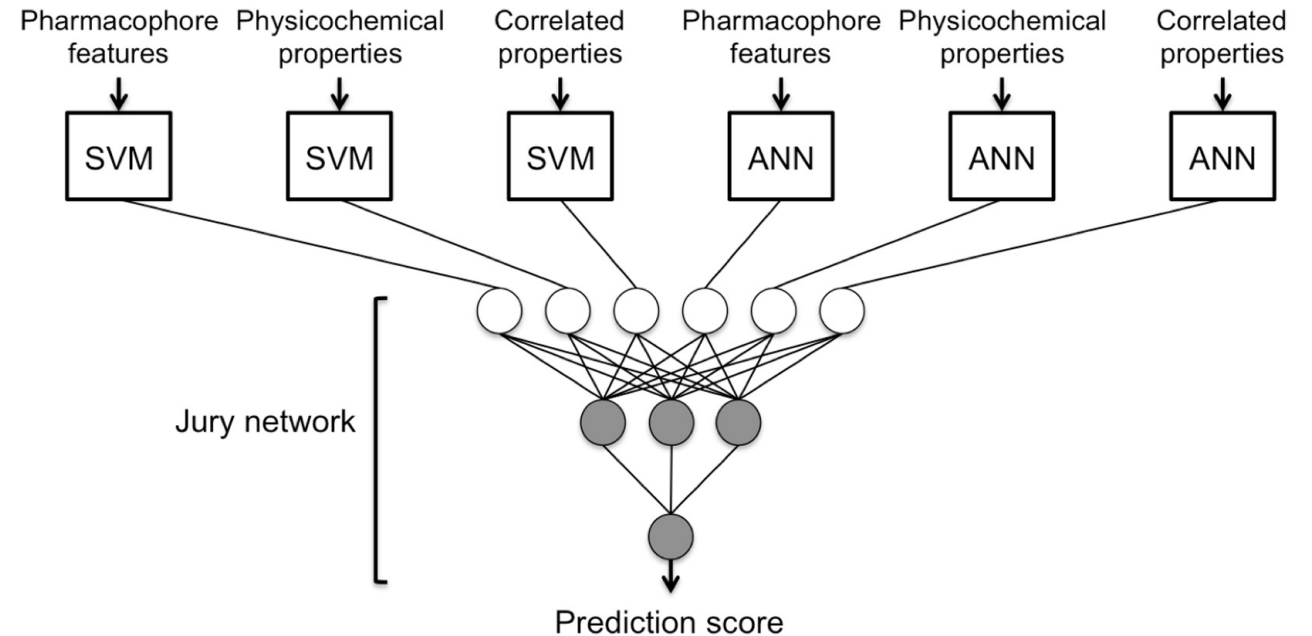 Pharmacophore features
Physicochemical properties
Correlated properties
Pharmacophore features
Physicochemical properties
Correlated properties
SVM
SVM
SVM
ANN
ANN
ANN
Jury network
Prediction score